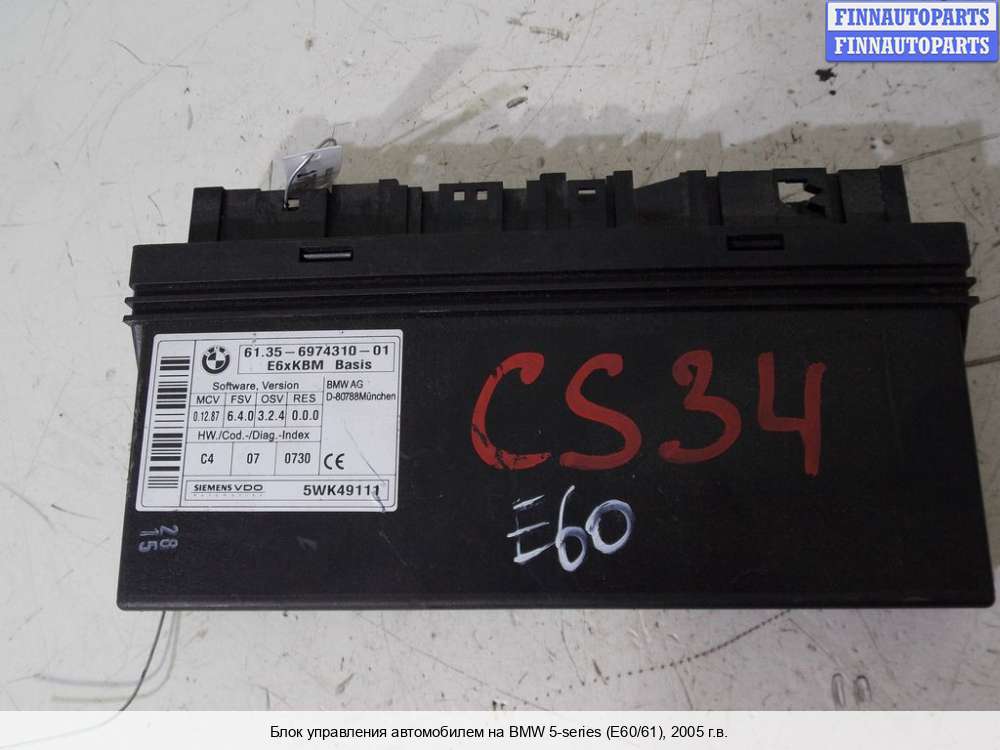 FINNAUTOPARTS
FINNAUTOPARTS
61.35 – 6974310 – 01
E6xKBM Basis
Software, Version
MCV FSV OSV RES
0.12.87 6.4.0 3.2.4 0.0.0
BMW AG
D-80788München
HW./Cod.-/Diag.-Index
C4 07 0730
CE
SIEMENS VDO
Automotive
5WK49111
28
15
CS34
E60
Блок управления автомобилем на BMW 5-series (E60/61), 2005 г.в.